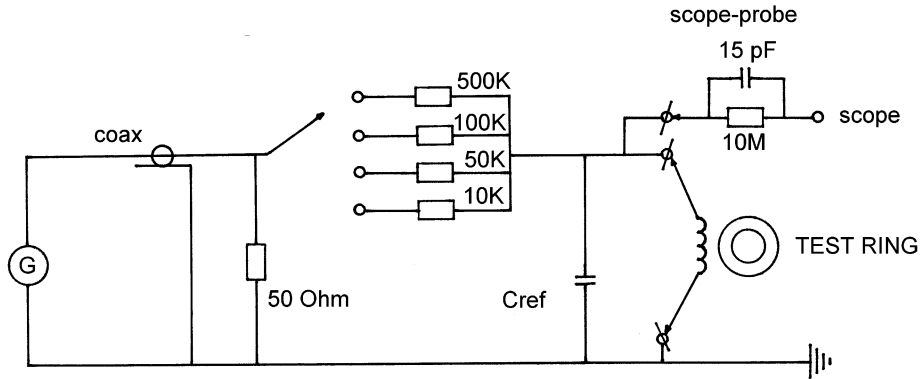 scope-probe
15 pF
500K
scope
coax
100K
10M
50K
10K
G
TEST RING
50 Ohm
Cref